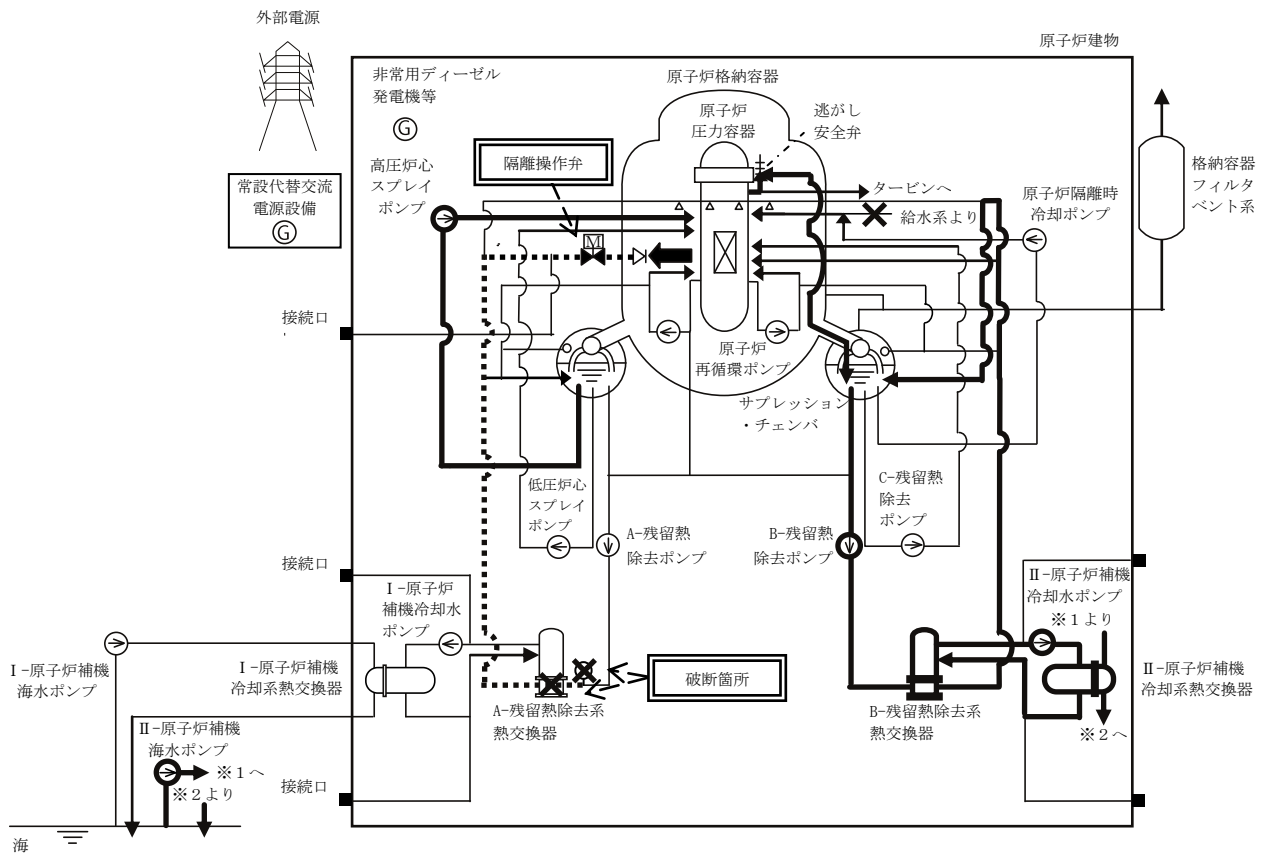 外部電源
原子炉建物
非常用ディーゼル
発電機等
G
原子炉格納容器
原子炉
圧力容器
逃がし
安全弁
隔離操作弁
高圧炉心
スプレイ
ポンプ
常設代替交流
電源設備
G
タービンへ
給水系より
原子炉隔離時
冷却ポンプ
格納容器
フィルタ
ベント系
M
接続口
原子炉
再循環ポンプ
サプレッション
・チェンバ
低圧炉心
スプレイ
ポンプ
A-残留熱
除去ポンプ
B-残留熱
除去ポンプ
C-残留熱
除去
ポンプ
接続口
Ⅰ-原子炉
補機冷却水
ポンプ
Ⅱ-原子炉補機
冷却水ポンプ
※１より
Ⅰ-原子炉補機
海水ポンプ
Ⅰ-原子炉補機
冷却系熱交換器
破断箇所
Ⅱ-原子炉補機
冷却系熱交換器
A-残留熱除去系
熱交換器
B-残留熱除去系
熱交換器
※２へ
Ⅱ-原子炉補機
海水ポンプ
※１へ
※２より
接続口
海